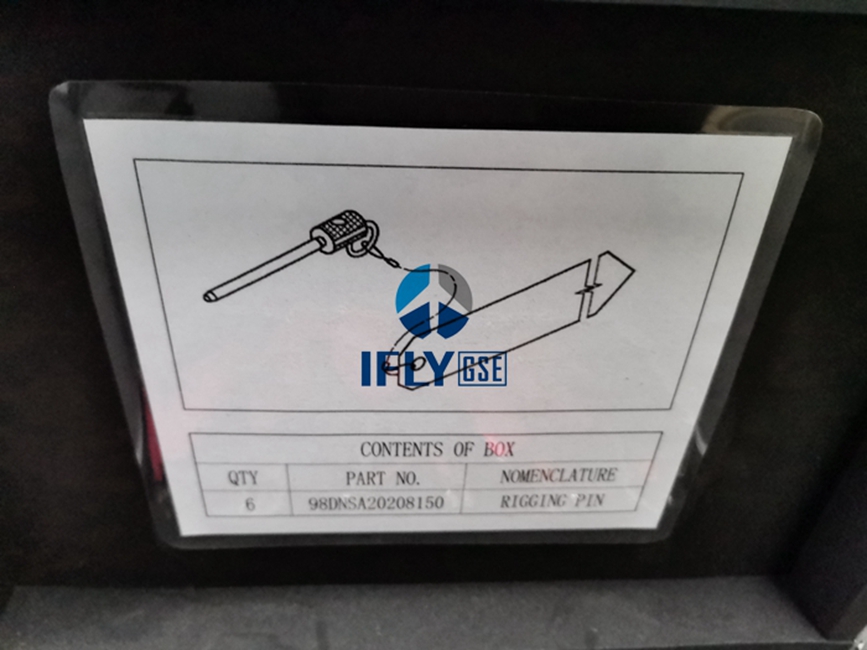 IFLY GSE
CONTENTS OF BOX
QTY PART NO. NOMENCLATURE
6 98DNSA20208150 RIGGING PIN